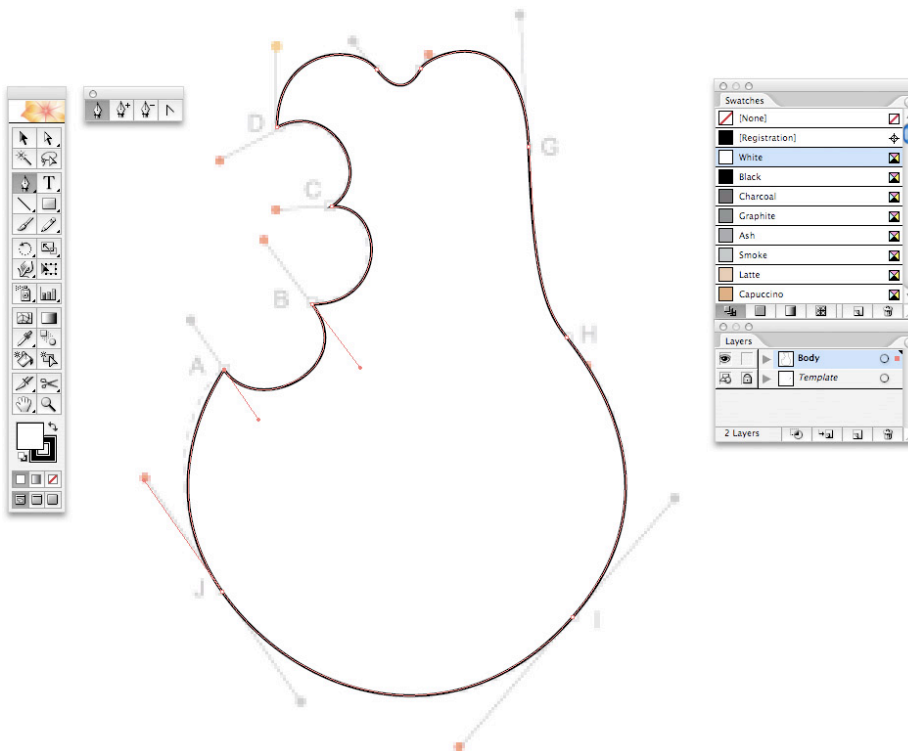 D
G
C
B
H
A
J
I
T
Swatches
[None]
[Registration]
White
Black
Charcoal
Graphite
Ash
Smoke
Latte
Capuccino
Layers
Body
Template
2 Layers